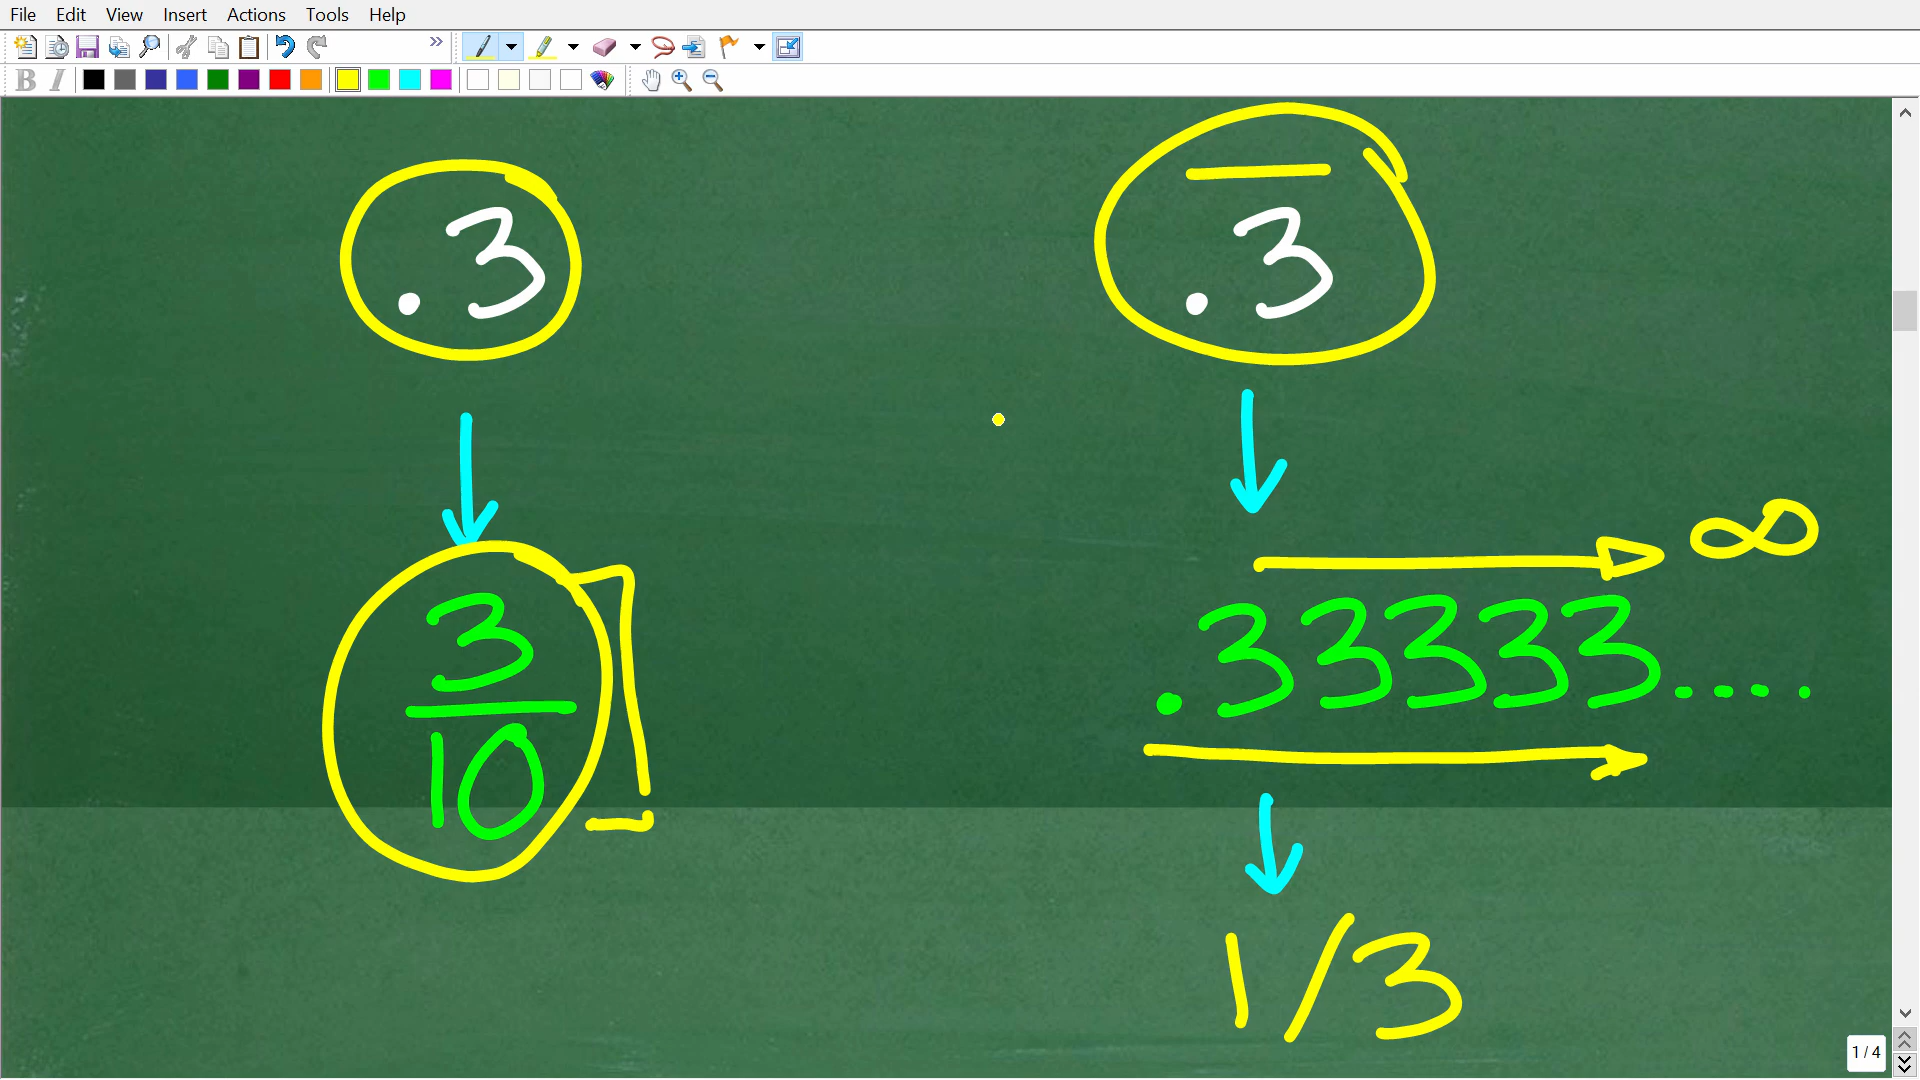 File Edit View Insert Actions Tools Help
B I
.3
.3̅
3
10
∞
.33333....
1/3
1 / 4